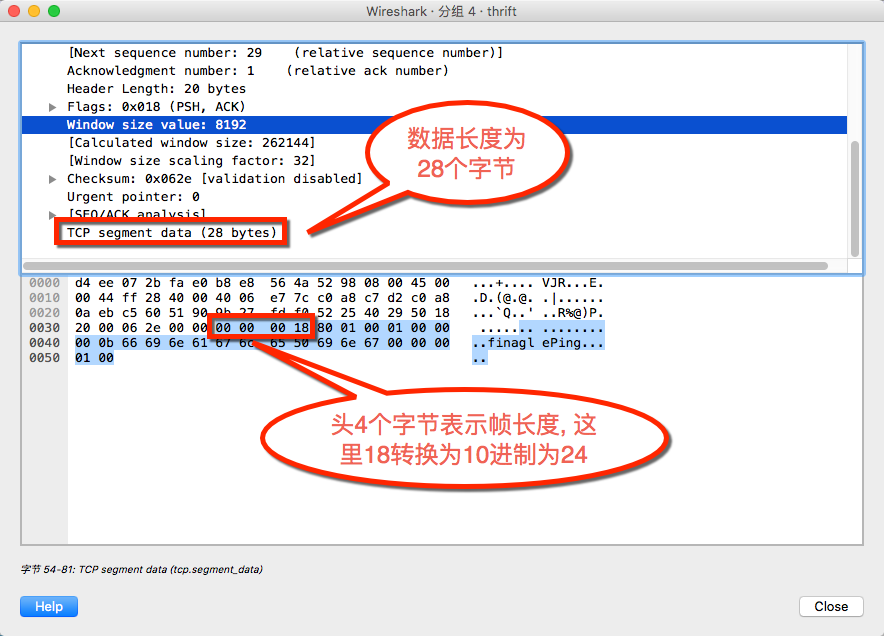 Wireshark · 分组 4 · thrift
[Next sequence number: 29    (relative sequence number)]
Acknowledgment number: 1    (relative ack number)
Header Length: 20 bytes
Flags: 0x018 (PSH, ACK)
Window size value: 8192
[Calculated window size: 262144]
[Window size scaling factor: 32]
Checksum: 0x062e [validation disabled]
Urgent pointer: 0
[SEQ/ACK analysis]
TCP segment data (28 bytes)
数据长度为
28个字节
0000 d4 ee 07 2b fa e0 b8 e8 56 4a 52 98 08 00 45 00 ...+.... VJR...E.
0010 00 44 ff 28 40 00 40 06 e7 7c c0 a8 c7 d2 c0 a8 .D.(@.@. .|......
0020 0a eb c5 60 51 90 9b 27 fd f0 52 25 40 29 50 18 ...`Q..' ..R%@)P.
0030 20 00 06 2e 00 00 00 00 00 18 80 01 00 01 00 00 ....... ........
0040 00 0b 66 69 6e 61 67 6c 65 50 69 6e 67 00 00 00 ..finagl ePing...
0050 01 00 ..
头4个字节表示帧长度, 这
里18转换为10进制为24
字节 54-81: TCP segment data (tcp.segment_data)
Help
Close